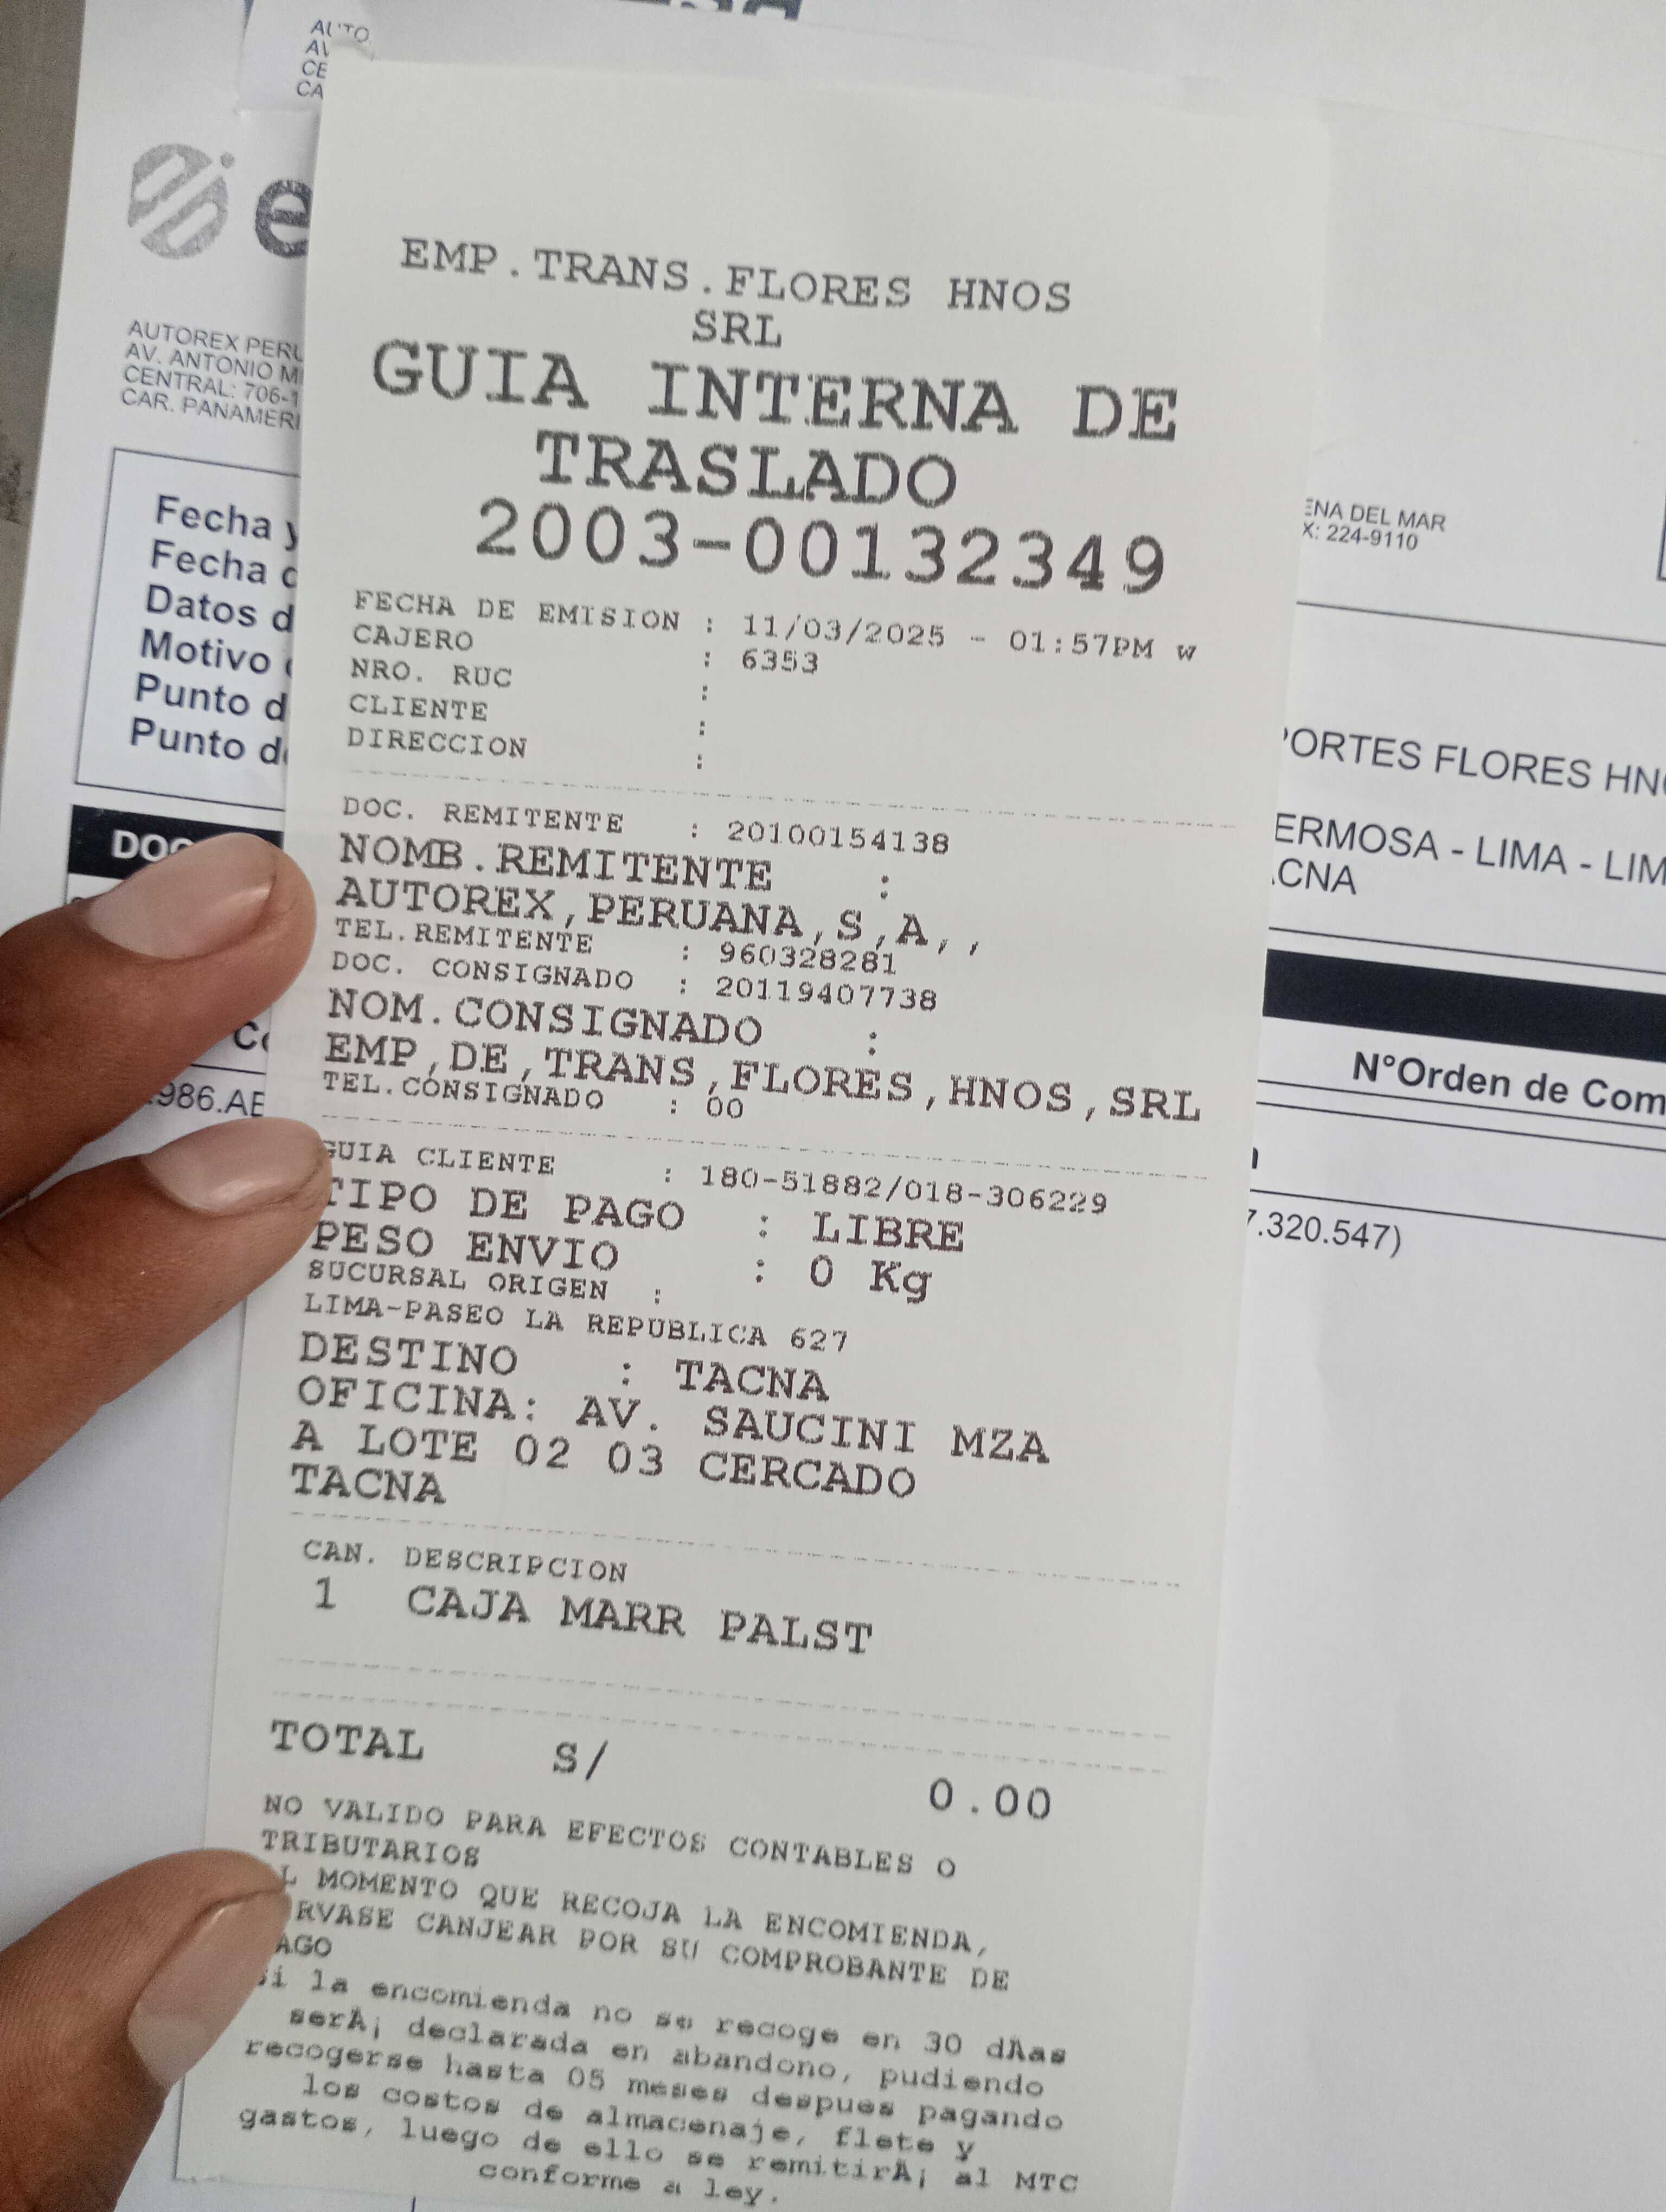 AUTO
CE
CA
e
AUTOREX PERU
AV. ANTONIO M
CENTRAL: 706-1
CAR. PANAMERI
Fecha y
Fecha d
Datos d
Motivo
Punto d
Punto de
DOC
986.AE
ENA DEL MAR
X: 224-9110
PORTES FLORES HNO
ERMOSA - LIMA - LIM
ACNA
N°Orden de Com
7.320.547)
EMP.TRANS.FLORES HNOS
SRL
GUIA INTERNA DE
TRASLADO
2003-00132349
FECHA DE EMISION : 11/03/2025 - 01:57PM w
CAJERO : 6353
NRO. RUC :
CLIENTE :
DIRECCION :
DOC. REMITENTE : 20100154138
NOMB.REMITENTE :
AUTOREX,PERUANA,S,A,,
TEL.REMITENTE : 960328281
DOC. CONSIGNADO : 20119407738
NOM.CONSIGNADO :
EMP,DE,TRANS,FLORES,HNOS,SRL
TEL.CONSIGNADO : 00
GUIA CLIENTE : 180-51882/018-306229
TIPO DE PAGO : LIBRE
PESO ENVIO : 0 Kg
SUCURSAL ORIGEN :
LIMA-PASEO LA REPUBLICA 627
DESTINO : TACNA
OFICINA: AV. SAUCINI MZA
A LOTE 02 03 CERCADO
TACNA
CAN. DESCRIPCION
1 CAJA MARR PALST
TOTAL S/ 0.00
NO VALIDO PARA EFECTOS CONTABLES O
TRIBUTARIOS
L MOMENTO QUE RECOJA LA ENCOMIENDA,
RVASE CANJEAR POR SU COMPROBANTE DE
AGO
Si la encomienda no se recoge en 30 dÃas
serÃ¡ declarada en abandono, pudiendo
recogerse hasta 05 meses despues pagando
los costos de almacenaje, flete y
gastos, luego de ello se remitirÃ¡ al MTC
conforme a ley.